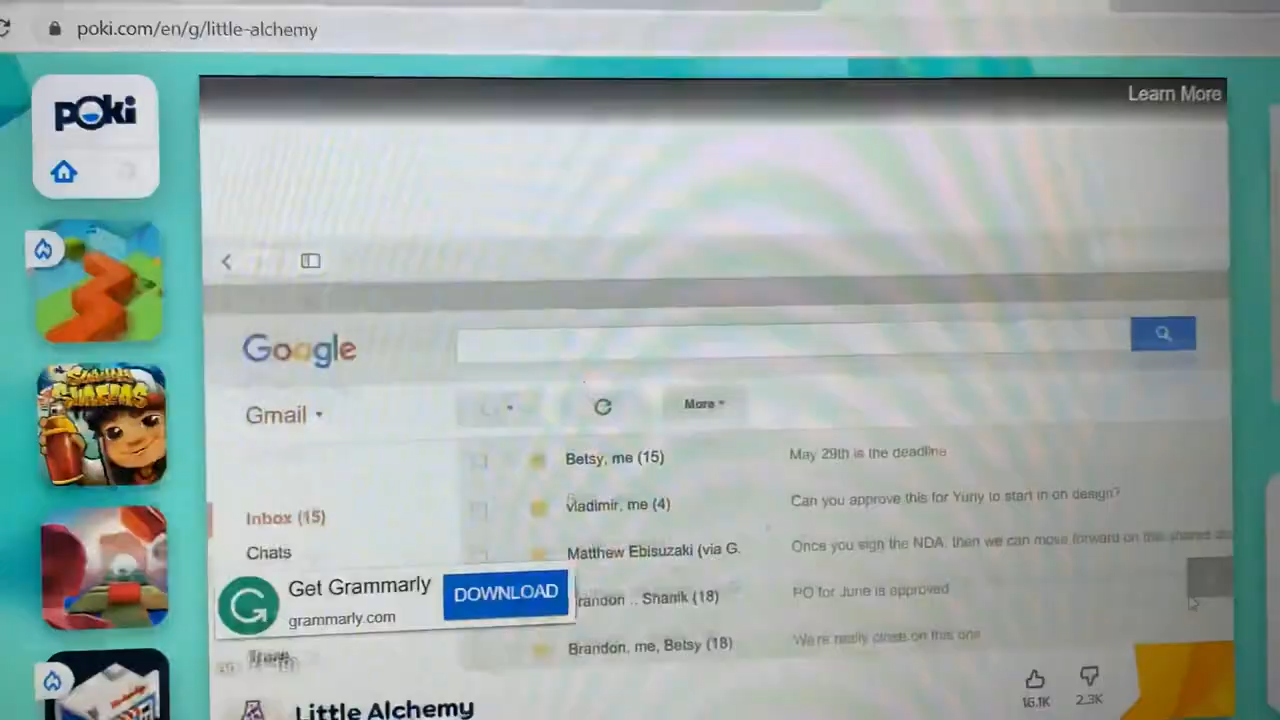 poki.com/en/g/little-alchemy
poki
Learn More
Google
Gmail
More
Betsy, me (15)
May 29th is the deadline
vladimir, me (4)
Can you approve this for Yuriy to start in on design?
Inbox (15)
Chats
Matthew Ebisuzaki (via G.
Once you sign the NDA, then we can move forward on this shared
SUBWAY
SURFERS
Get Grammarly
grammarly.com
DOWNLOAD
randon .. Shanik (18)
PO for June is approved
Brandon, me, Betsy (18)
We're really close on this one
Little Alchemy
16.1K
2.3K